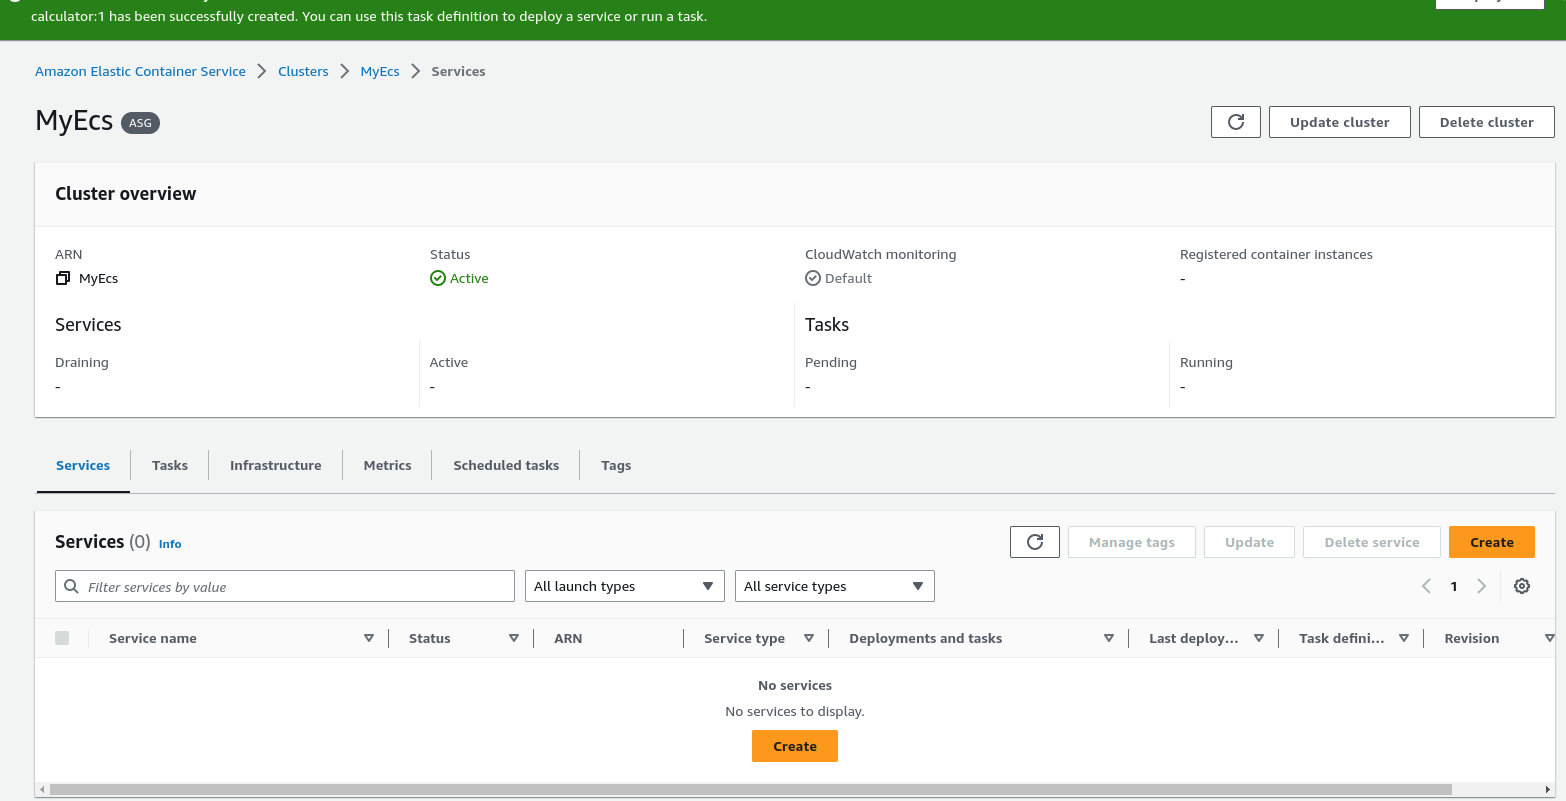 calculator:1 has been successfully created. You can use this task definition to deploy a service or run a task.
Amazon Elastic Container Service Clusters MyEcs Services
MyEcs ASG
Update cluster Delete cluster
Cluster overview
ARN Status CloudWatch monitoring Registered container instances
MyEcs Active Default -
Services Tasks
Draining Active Pending Running
- - - -
Services Tasks Infrastructure Metrics Scheduled tasks Tags
Services (0) Info Manage tags Update Delete service Create
Filter services by value All launch types All service types 1
Service name Status ARN Service type Deployments and tasks Last deploy... Task defini... Revision
No services
No services to display.
Create